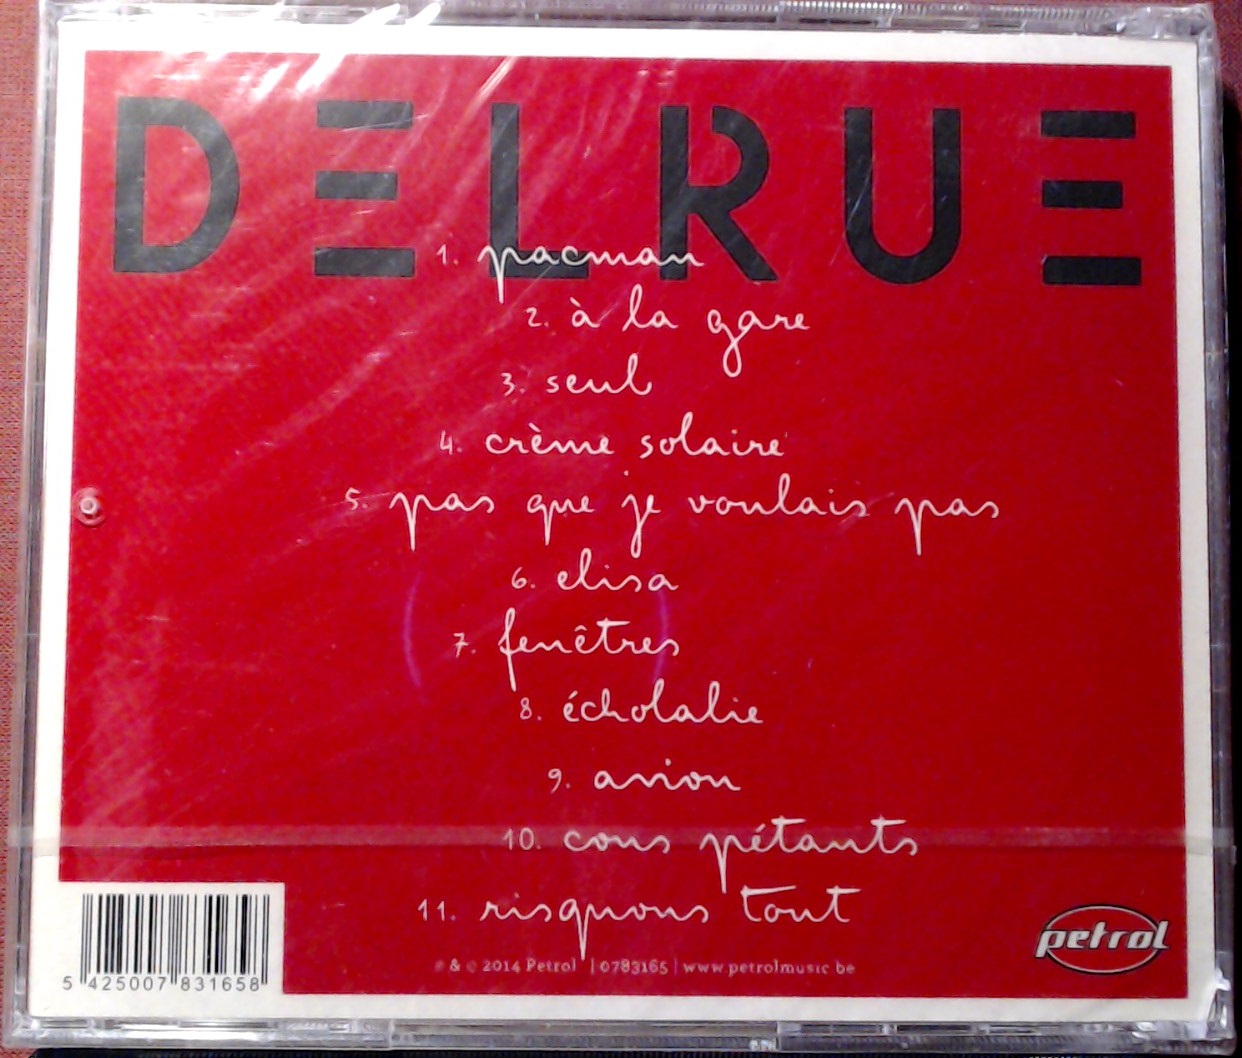 DELRUE
1. pacman
2. à la gare
3. seul
4. crème solaire
5. pas que je voulais pas
6. elisa
7. fenêtres
8. écholalie
9. avion
10. cous pétants
11. risquons tout
℗ & © 2014 Petrol | 0783165 | www.petrolmusic.be
petrol
5 425007 831658